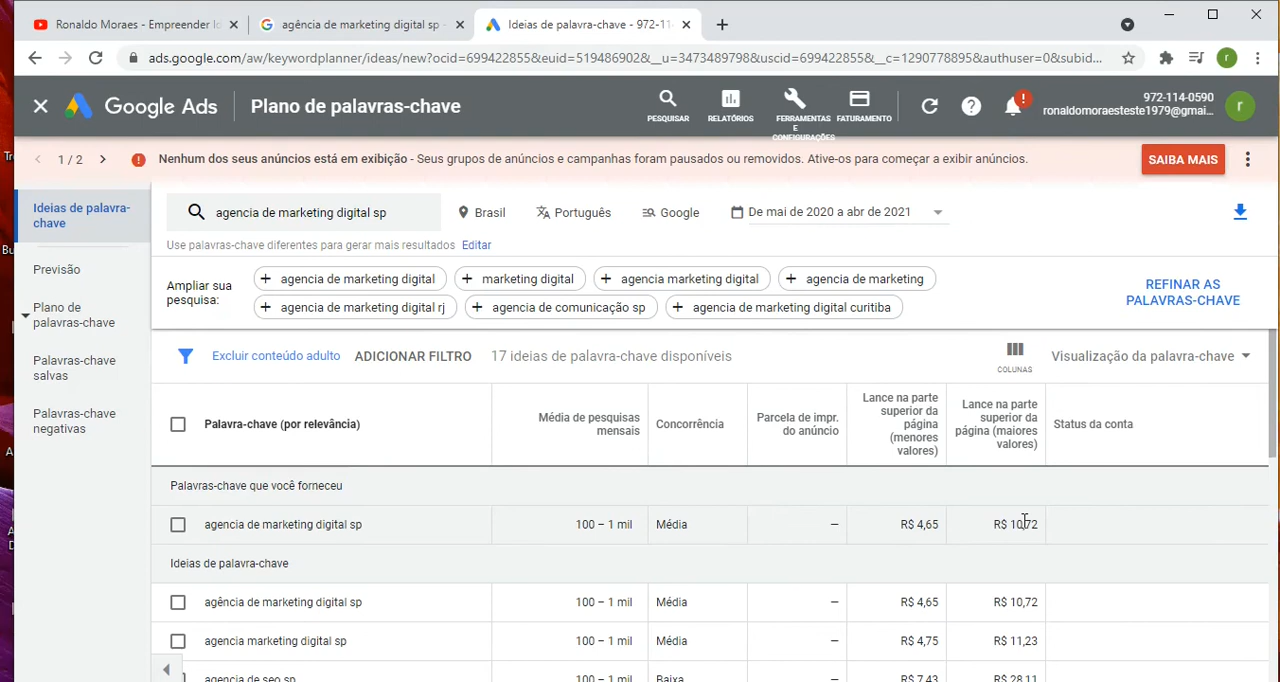 Ronaldo Moraes - Empreender
agência de marketing digital sp -
Ideias de palavra-chave - 972-11
ads.google.com/aw/keywordplanner/ideas/new?ocid=699422855&euid=519486902&__u=3473489798&uscid=699422855&__c=1290778895&authuser=0&subid...
r
Google Ads
Plano de palavras-chave
PESQUISAR
RELATÓRIOS
FERRAMENTAS
E
CONFIGURAÇÕES
FATURAMENTO
!
972-114-0590
ronaldomoraesteste1979@gmai...
r
1 / 2
Nenhum dos seus anúncios está em exibição - Seus grupos de anúncios e campanhas foram pausados ou removidos. Ative-os para começar a exibir anúncios.
SAIBA MAIS
Ideias de palavra-
chave
Previsão
Plano de
palavras-chave
Palavras-chave
salvas
Palavras-chave
negativas
agencia de marketing digital sp
Brasil
Português
Google
De mai de 2020 a abr de 2021
Use palavras-chave diferentes para gerar mais resultados Editar
Ampliar sua
pesquisa:
+ agencia de marketing digital
+ marketing digital
+ agencia marketing digital
+ agencia de marketing
+ agencia de marketing digital rj
+ agencia de comunicação sp
+ agencia de marketing digital curitiba
REFINAR AS
PALAVRAS-CHAVE
Excluir conteúdo adulto
ADICIONAR FILTRO
17 ideias de palavra-chave disponíveis
COLUNAS
Visualização da palavra-chave
Palavra-chave (por relevância)
Média de pesquisas
mensais
Concorrência
Parcela de impr.
do anúncio
Lance na parte
superior da
página
(menores
valores)
Lance na parte
superior da
página (maiores
valores)
Status da conta
Palavras-chave que você forneceu
agencia de marketing digital sp 100 – 1 mil Média – R$ 4,65 R$ 10,72
Ideias de palavra-chave
agência de marketing digital sp 100 – 1 mil Média – R$ 4,65 R$ 10,72
agencia marketing digital sp 100 – 1 mil Média – R$ 4,75 R$ 11,23
agencia de seo sp 100 – 1 mil Baixa – R$ 7,43 R$ 28,11